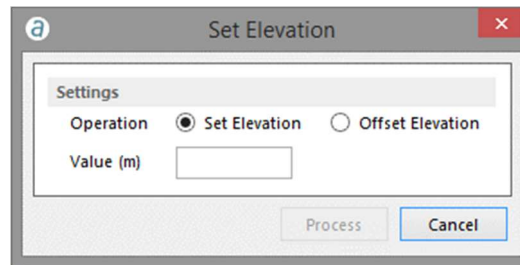 Set Elevation
Settings
Operation Set Elevation Offset Elevation
Value (m)
Process Cancel